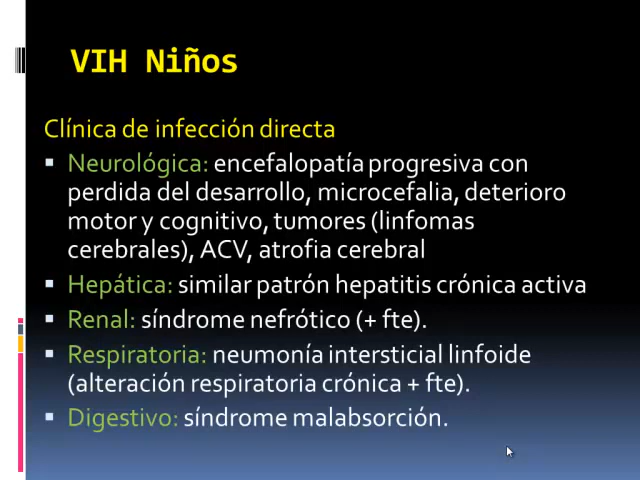 VIH Niños
Clínica de infección directa
▪ Neurológica: encefalopatía progresiva con
perdida del desarrollo, microcefalia, deterioro
motor y cognitivo, tumores (linfomas
cerebrales), ACV, atrofia cerebral
▪ Hepática: similar patrón hepatitis crónica activa
▪ Renal: síndrome nefrótico (+ fte).
▪ Respiratoria: neumonía intersticial linfoide
(alteración respiratoria crónica + fte).
▪ Digestivo: síndrome malabsorción.